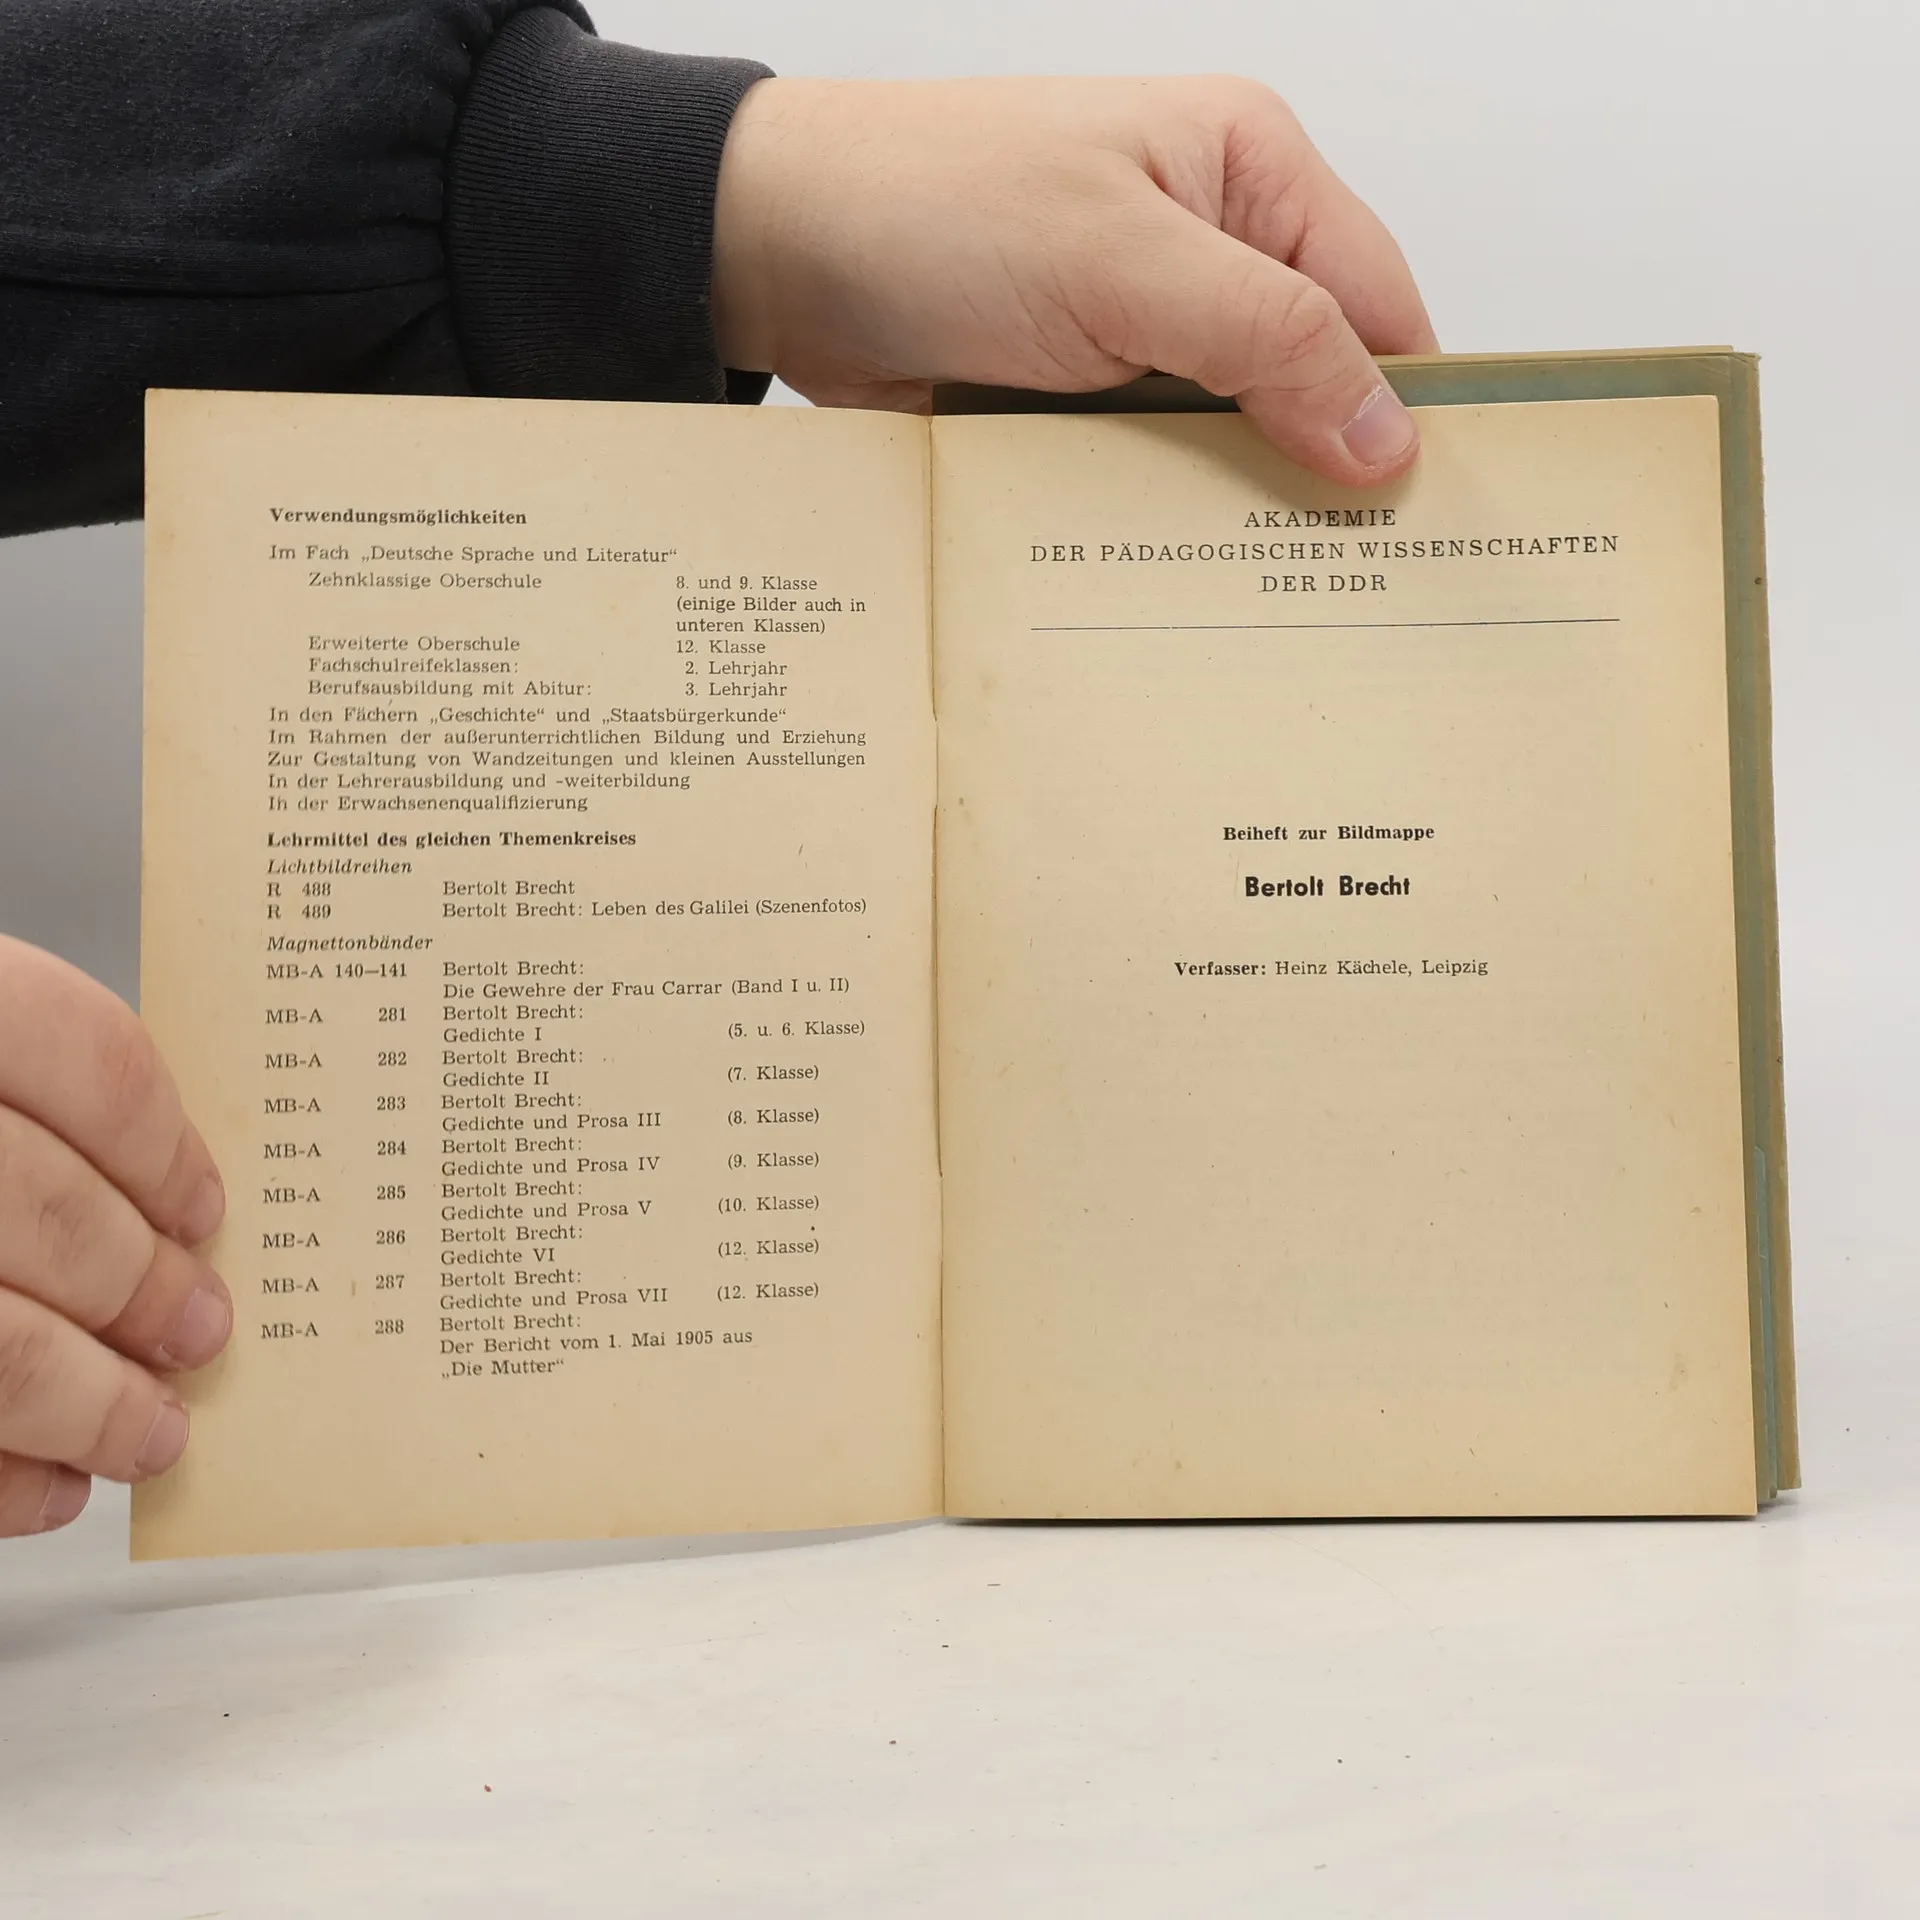 Verwendungsmöglichkeiten
Im Fach „Deutsche Sprache und Literatur“
Zehnklassige Oberschule 8. und 9. Klasse
(einige Bilder auch in
unteren Klassen)
Erweiterte Oberschule 12. Klasse
Fachschulreifeklassen: 2. Lehrjahr
Berufsausbildung mit Abitur: 3. Lehrjahr
In den Fächern „Geschichte“ und „Staatsbürgerkunde“
Im Rahmen der außerunterrichtlichen Bildung und Erziehung
Zur Gestaltung von Wandzeitungen und kleinen Ausstellungen
In der Lehrerausbildung und -weiterbildung
In der Erwachsenenqualifizierung
Lehrmittel des gleichen Themenkreises
Lichtbildreihen
R 488 Bertolt Brecht
R 489 Bertolt Brecht: Leben des Galilei (Szenenfotos)
Magnettonbänder
MB-A 140—141 Bertolt Brecht:
Die Gewehre der Frau Carrar (Band I u. II)
MB-A 281 Bertolt Brecht:
Gedichte I (5. u. 6. Klasse)
MB-A 282 Bertolt Brecht:
Gedichte II (7. Klasse)
MB-A 283 Bertolt Brecht:
Gedichte und Prosa III (8. Klasse)
MB-A 284 Bertolt Brecht:
Gedichte und Prosa IV (9. Klasse)
MB-A 285 Bertolt Brecht:
Gedichte und Prosa V (10. Klasse)
MB-A 286 Bertolt Brecht:
Gedichte VI (12. Klasse)
MB-A 287 Bertolt Brecht:
Gedichte und Prosa VII (12. Klasse)
MB-A 288 Bertolt Brecht:
Der Bericht vom 1. Mai 1905 aus
„Die Mutter“
AKADEMIE
DER PÄDAGOGISCHEN WISSENSCHAFTEN
DER DDR
Beiheft zur Bildmappe
Bertolt Brecht
Verfasser: Heinz Kächele, Leipzig